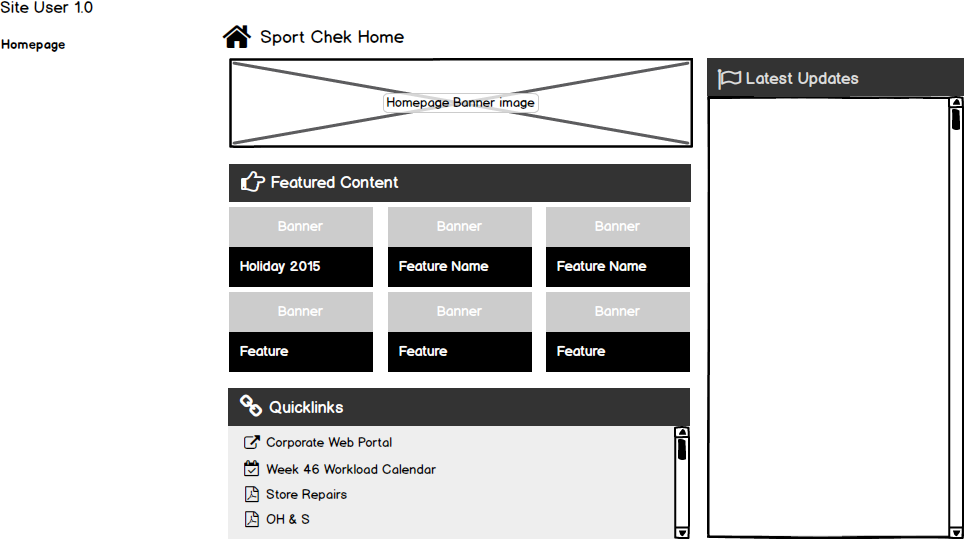 Site User 1.0
Homepage
Sport Chek Home
Homepage Banner image
Latest Updates
Featured Content
Banner Banner Banner
Holiday 2015 Feature Name Feature Name
Banner Banner Banner
Feature Feature Feature
Quicklinks
Corporate Web Portal
Week 46 Workload Calendar
Store Repairs
OH & S